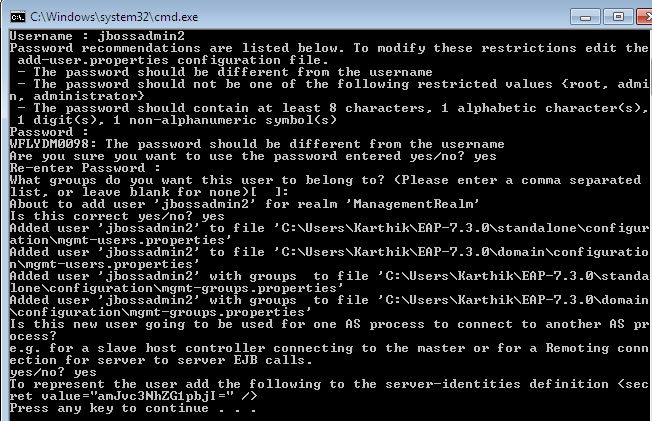 C:\Windows\system32\cmd.exe
Username : jbossadmin2
Password recommendations are listed below. To modify these restrictions edit the
 add-user.properties configuration file.
 - The password should be different from the username
 - The password should not be one of the following restricted values {root, admi
n, administrator}
 - The password should contain at least 8 characters, 1 alphabetic character(s),
 1 digit(s), 1 non-alphanumeric symbol(s)
Password :
WFLYDM0098: The password should be different from the username
Are you sure you want to use the password entered yes/no? yes
Re-enter Password :
What groups do you want this user to belong to? (Please enter a comma separated
list, or leave blank for none)[  ]:
About to add user 'jbossadmin2' for realm 'ManagementRealm'
Is this correct yes/no? yes
Added user 'jbossadmin2' to file 'C:\Users\Karthik\EAP-7.3.0\standalone\configur
ation\mgmt-users.properties'
Added user 'jbossadmin2' to file 'C:\Users\Karthik\EAP-7.3.0\domain\configuratio
n\mgmt-users.properties'
Added user 'jbossadmin2' with groups  to file 'C:\Users\Karthik\EAP-7.3.0\standa
lone\configuration\mgmt-groups.properties'
Added user 'jbossadmin2' with groups  to file 'C:\Users\Karthik\EAP-7.3.0\domain
\configuration\mgmt-groups.properties'
Is this new user going to be used for one AS process to connect to another AS pr
ocess?
e.g. for a slave host controller connecting to the master or for a Remoting conn
ection for server to server EJB calls.
yes/no? yes
To represent the user add the following to the server-identities definition <sec
ret value="amJvc3NhZG1pbjI=" />
Press any key to continue . . .